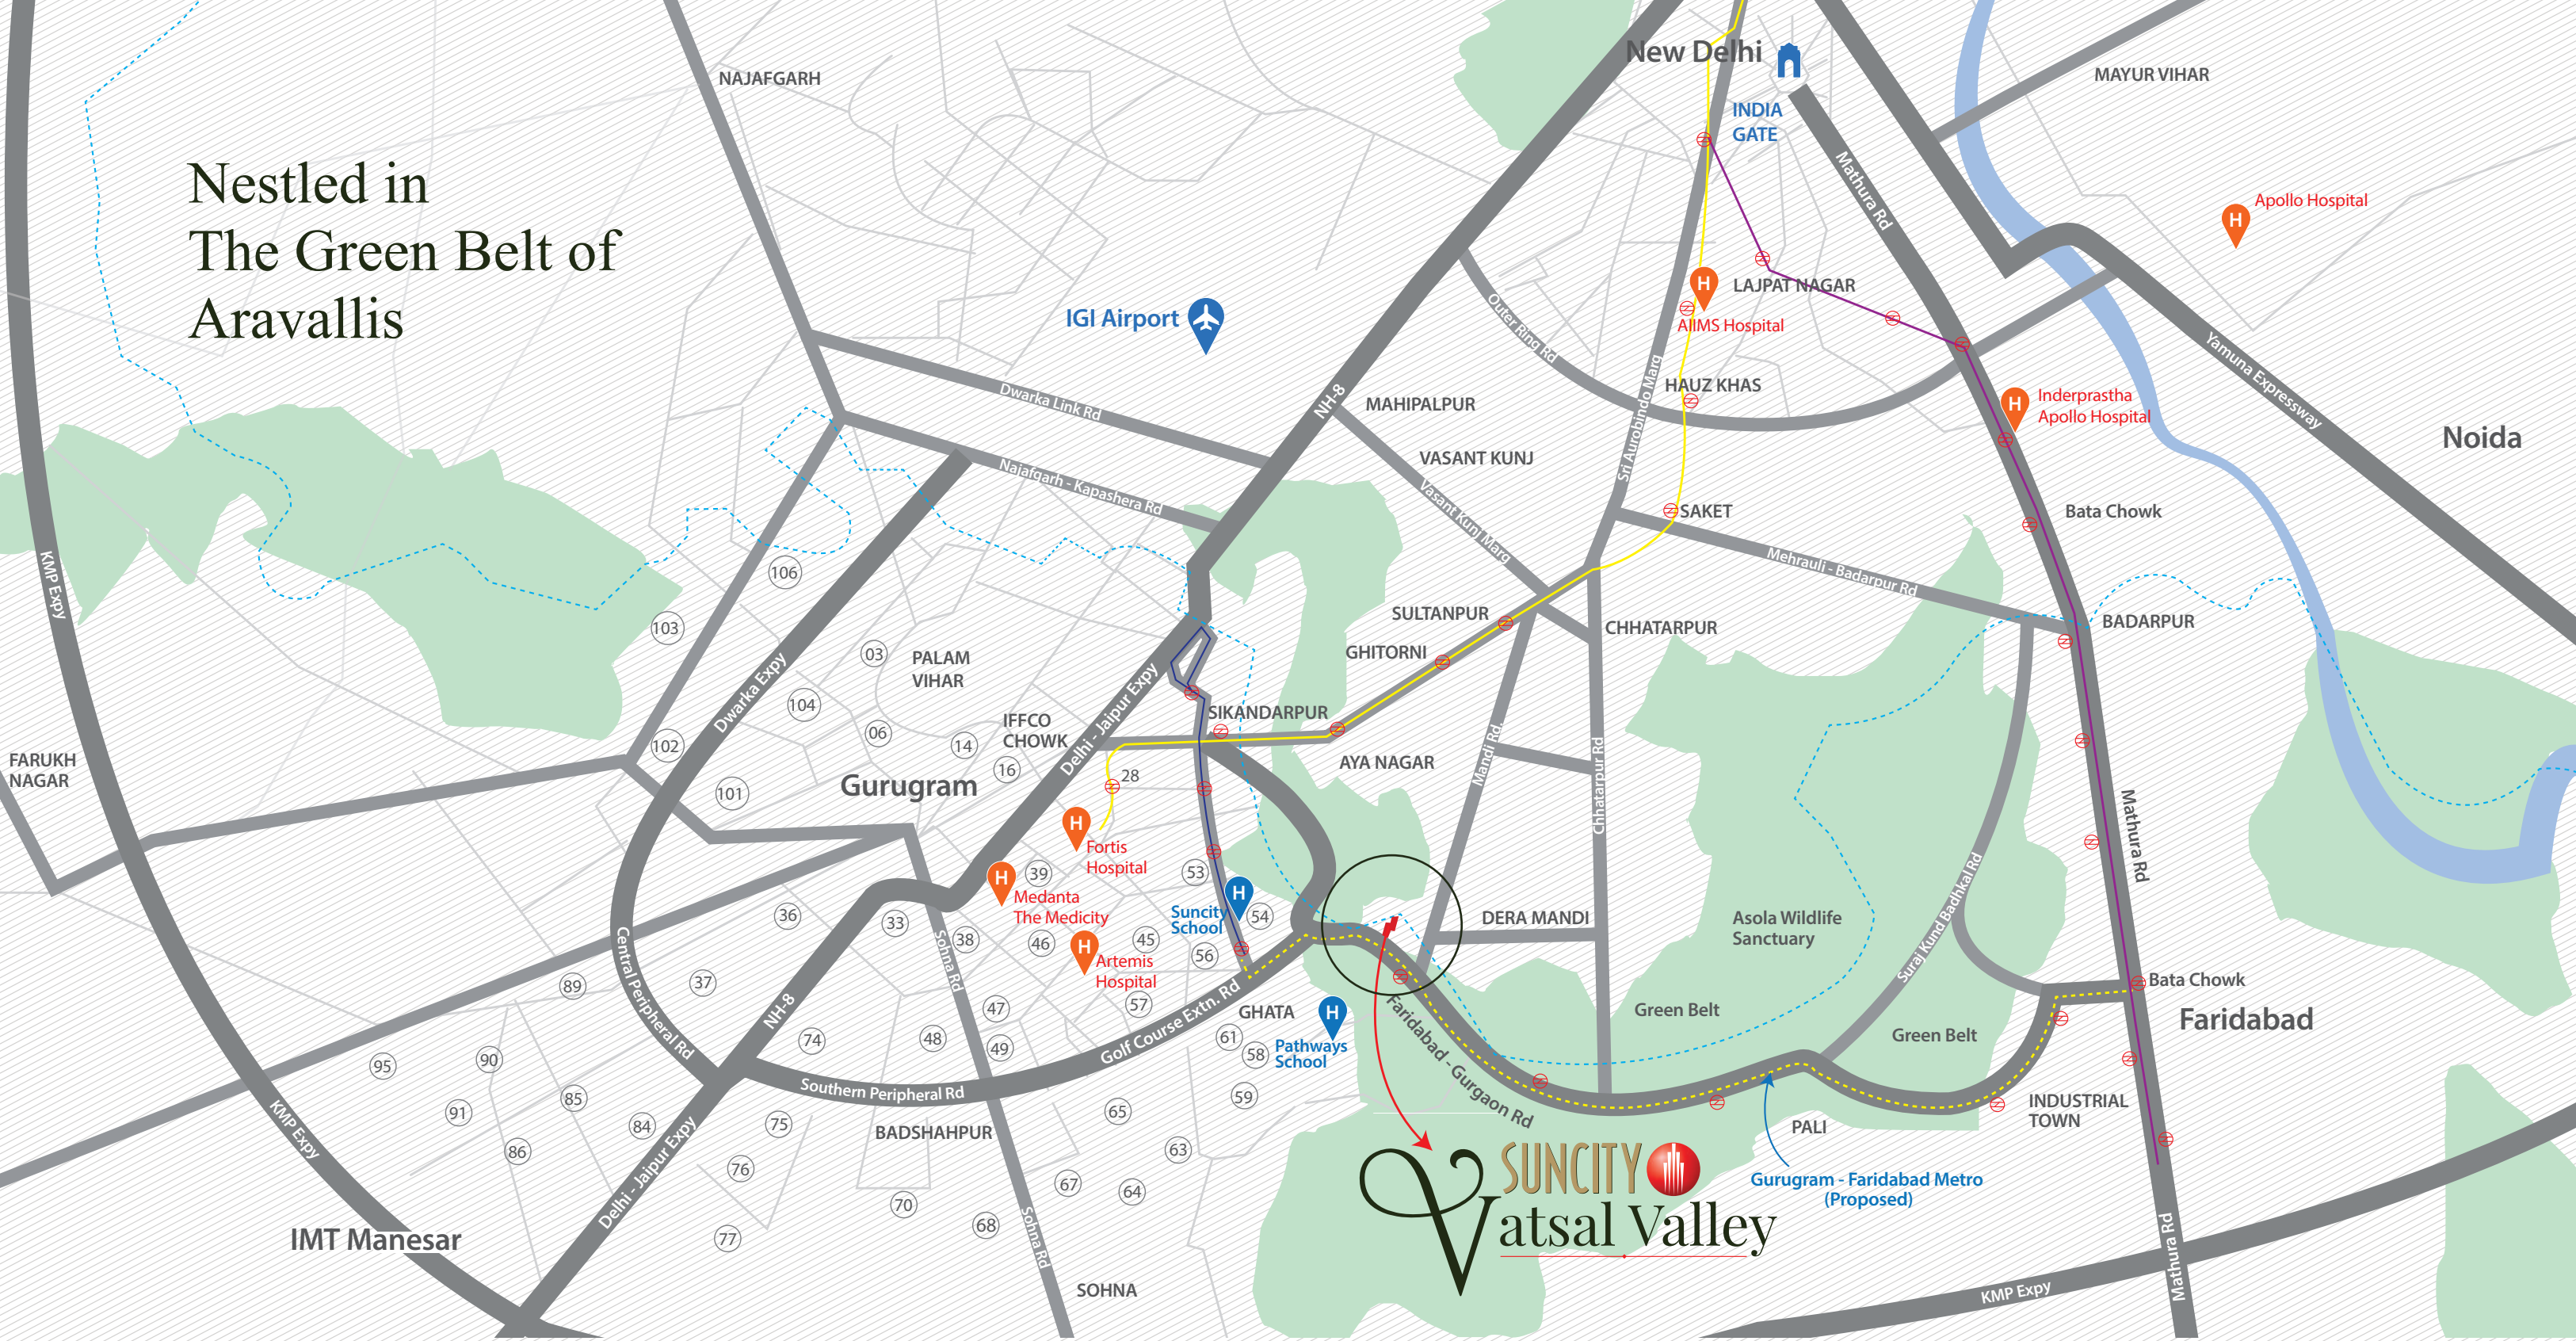 Nestled in
The Green Belt of
Aravallis
NAJAFGARH
New Delhi
INDIA
GATE
MAYUR VIHAR
Mathura Rd
H
Apollo Hospital
IGI Airport
Outer Ring Rd
H
LAJPAT NAGAR
AIIMS Hospital
Yamuna Expressway
Dwarka Link Rd
NH-8
MAHIPALPUR
HAUZ KHAS
Sri Aurobindo Marg
H
Inderprastha
Apollo Hospital
Noida
Najafgarh - Kapashera Rd
VASANT KUNJ
Vasant Kunj Marg
SAKET
Bata Chowk
Mehrauli - Badarpur Rd
KMP Expy
106
103
SULTANPUR
CHHATARPUR
BADARPUR
03
PALAM
VIHAR
GHITORNI
Dwarka Expy
Delhi - Jaipur Expy
104
06
IFFCO
CHOWK
SIKANDARPUR
102
14
16
AYA NAGAR
Mandi Rd.
Chhatarpur Rd
FARUKH
NAGAR
101
Gurugram
28
Mathura Rd
H
Fortis
Hospital
H
39
53
Medanta
The Medicity
H
Suncity
School
54
36
33
38
46
45
56
DERA MANDI
Asola Wildlife
Sanctuary
Suraj Kund Badhkal Rd
Central Peripheral Rd
Sohna Rd
H
Artemis
Hospital
89
37
NH-8
47
57
Golf Course Extn. Rd
GHATA
H
Pathways
School
Faridabad - Gurgaon Rd
Green Belt
Green Belt
Bata Chowk
Faridabad
74
48
49
61
58
95
90
85
Southern Peripheral Rd
59
91
84
75
65
BADSHAHPUR
INDUSTRIAL
TOWN
PALI
KMP Expy
86
76
63
67
64
Delhi - Jaipur Expy
70
68
77
Sohna Rd
SUNCITY
Vatsal Valley
Gurugram - Faridabad Metro
(Proposed)
IMT Manesar
SOHNA
KMP Expy
Mathura Rd